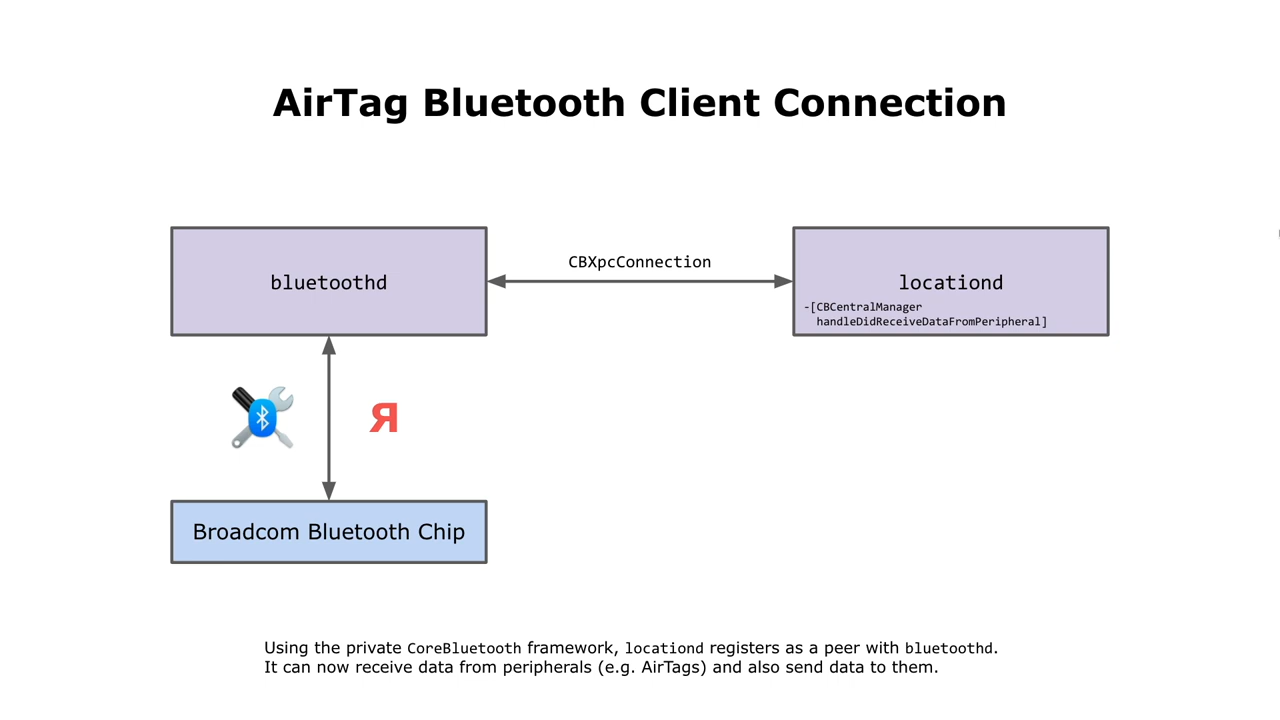 AirTag Bluetooth Client Connection
bluetoothd
CBXpcConnection
locationd
-[CBCentralManager
handleDidReceiveDataFromPeripheral]
Я
Broadcom Bluetooth Chip
Using the private CoreBluetooth framework, locationd registers as a peer with bluetoothd.
It can now receive data from peripherals (e.g. AirTags) and also send data to them.